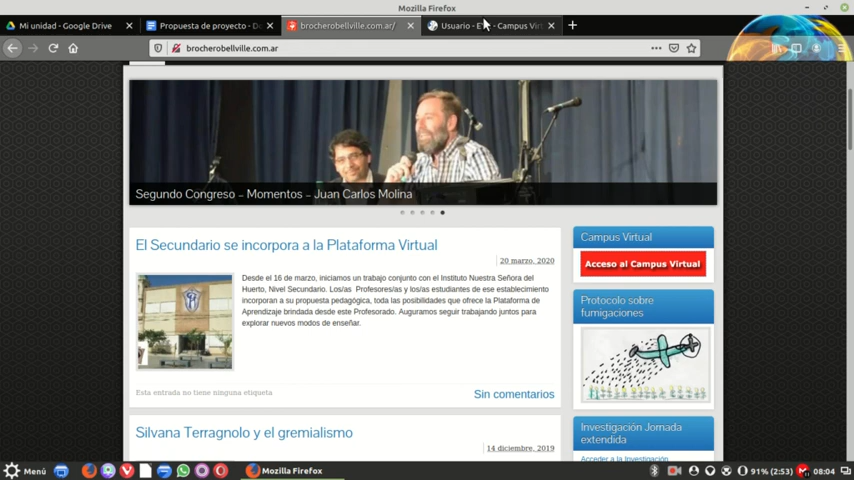 Mozilla Firefox
Mi unidad - Google Drive
Propuesta de proyecto - Do
brocherobellville.com.ar/
Usuario - E - Campus Virt
brocherobellville.com.ar
Segundo Congreso – Momentos – Juan Carlos Molina
El Secundario se incorpora a la Plataforma Virtual
20 marzo, 2020
Desde el 16 de marzo, iniciamos un trabajo conjunto con el Instituto Nuestra Señora del
Huerto, Nivel Secundario. Los/as Profesores/as y los/as estudiantes de ese establecimiento
incorporan a su propuesta pedagógica, toda las posibilidades que ofrece la Plataforma de
Aprendizaje brindada desde este Profesorado. Auguramos seguir trabajando juntos para
explorar nuevos modos de enseñar.
Esta entrada no tiene ninguna etiqueta
Sin comentarios
Silvana Terragnolo y el gremialismo
14 diciembre, 2019
Campus Virtual
Acceso al Campus Virtual
Protocolo sobre
fumigaciones
Investigación Jornada
extendida
Acceder a la Investigación
Menú
Mozilla Firefox
91% (2:53)
08:04